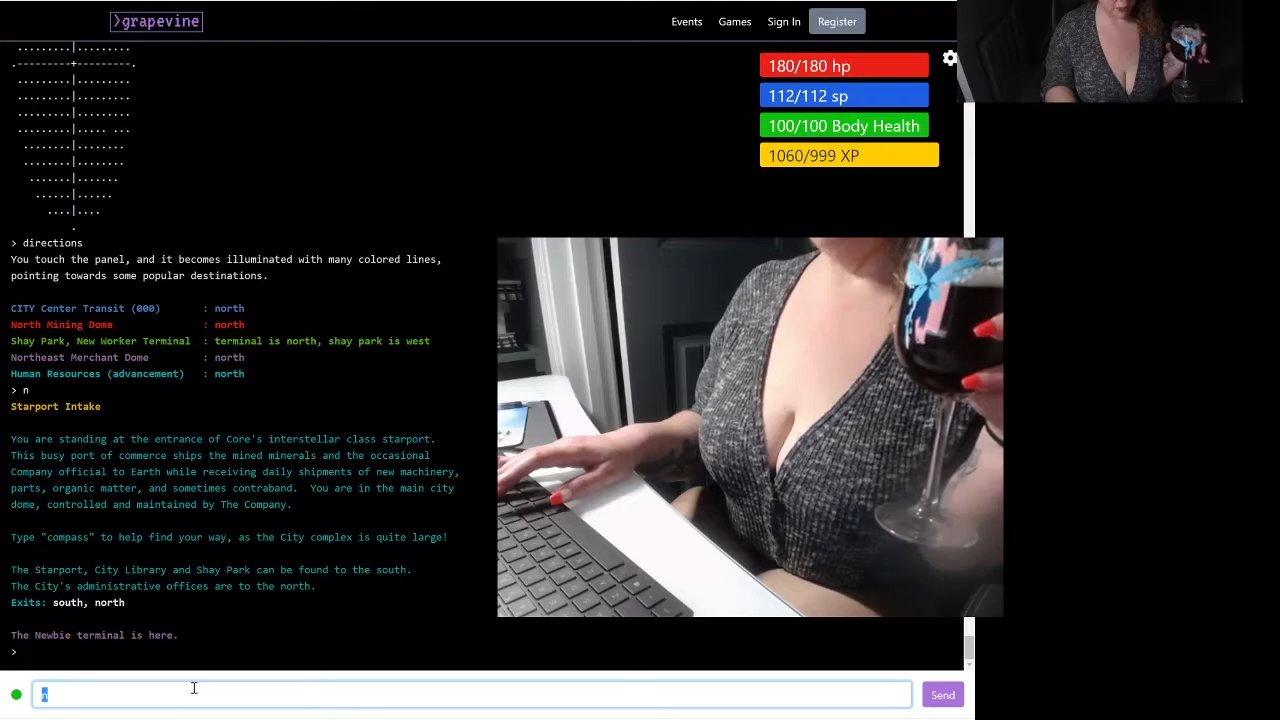 >grapevine
Events Games Sign In Register
180/180 hp
112/112 sp
100/100 Body Health
1060/999 XP
.........|.........
.---------+---------.
.........|.........
.........|.........
.........|.........
.........|..... ...
........|........
........|........
.......|.......
......|......
....|....
.
> directions
You touch the panel, and it becomes illuminated with many colored lines,
pointing towards some popular destinations.
CITY Center Transit (000) : north
North Mining Dome : north
Shay Park, New Worker Terminal : terminal is north, shay park is west
Northeast Merchant Dome : north
Human Resources (advancement) : north
> n
Starport Intake
You are standing at the entrance of Core's interstellar class starport.
This busy port of commerce ships the mined minerals and the occasional
Company official to Earth while receiving daily shipments of new machinery,
parts, organic matter, and sometimes contraband. You are in the main city
dome, controlled and maintained by The Company.
Type "compass" to help find your way, as the City complex is quite large!
The Starport, City Library and Shay Park can be found to the south.
The City's administrative offices are to the north.
Exits: south, north
The Newbie terminal is here.
>
n
Send